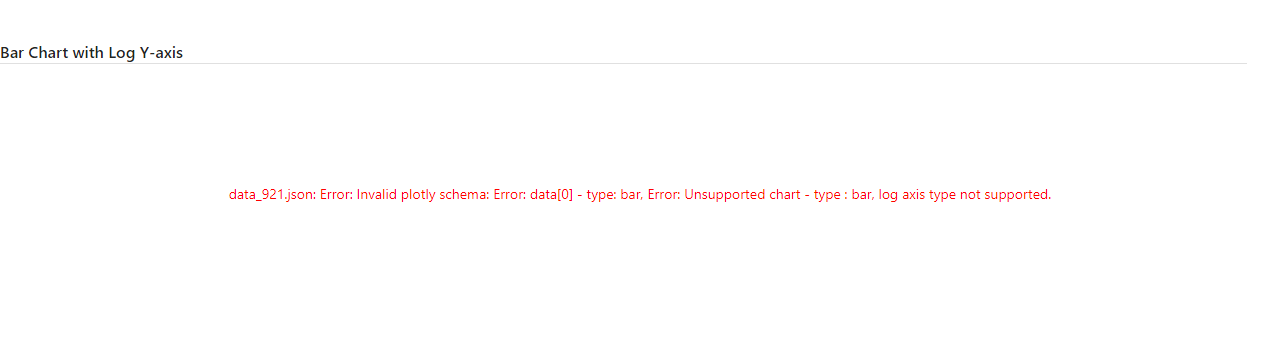 Bar Chart with Log Y-axis
data_921.json: Error: Invalid plotly schema: Error: data[0] - type: bar, Error: Unsupported chart - type : bar, log axis type not supported.